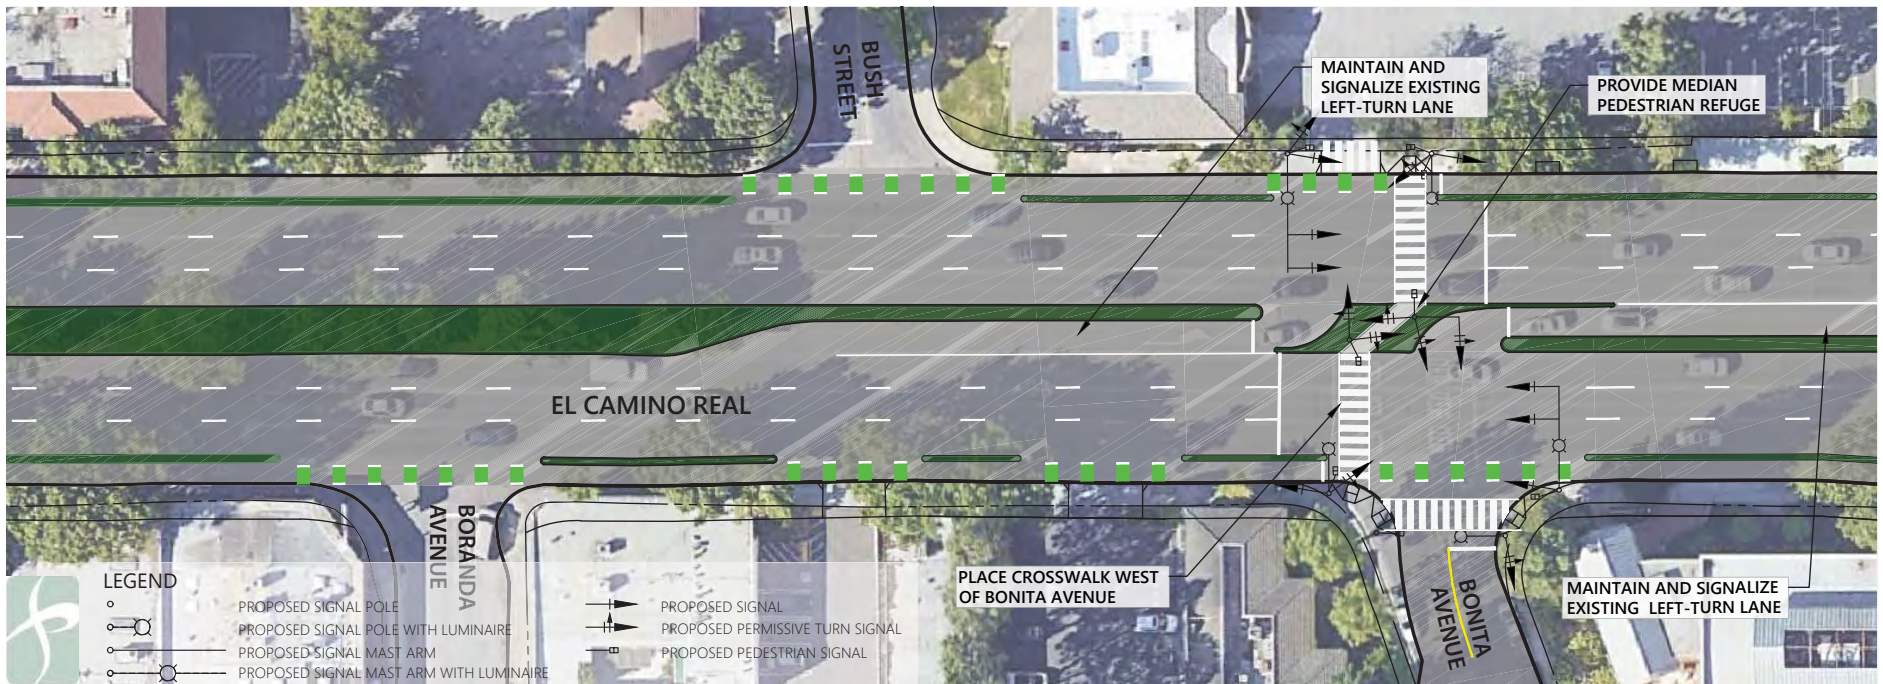 BUSH
STREET
MAINTAIN AND
SIGNALIZE EXISTING
LEFT-TURN LANE
PROVIDE MEDIAN
PEDESTRIAN REFUGE
EL CAMINO REAL
BORANDA
AVENUE
PLACE CROSSWALK WEST
OF BONITA AVENUE
BONITA
AVENUE
MAINTAIN AND SIGNALIZE
EXISTING LEFT-TURN LANE
LEGEND
PROPOSED SIGNAL POLE
PROPOSED SIGNAL POLE WITH LUMINAIRE
PROPOSED SIGNAL MAST ARM
PROPOSED SIGNAL MAST ARM WITH LUMINAIRE
PROPOSED SIGNAL
PROPOSED PERMISSIVE TURN SIGNAL
PROPOSED PEDESTRIAN SIGNAL